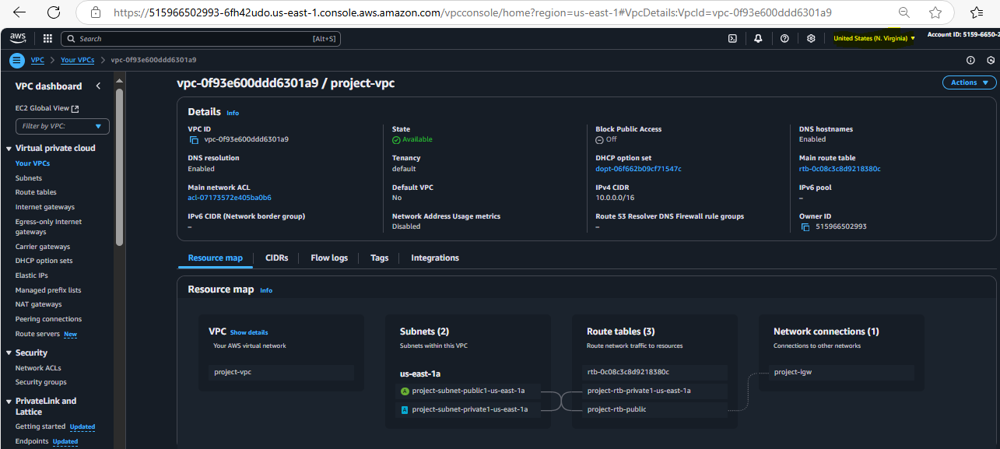 https://515966502993-6fh42udo.us-east-1.console.aws.amazon.com/vpcconsole/home?region=us-east-1#VpcDetails:VpcId=vpc-0f93e600ddd6301a9
aws Search [Alt+S] United States (N. Virginia) Account ID: 5159-6650-2
VPC Your VPCs vpc-0f93e600ddd6301a9
VPC dashboard
EC2 Global View
Filter by VPC:
Virtual private cloud
Your VPCs
Subnets
Route tables
Internet gateways
Egress-only Internet
gateways
Carrier gateways
DHCP option sets
Elastic IPs
Managed prefix lists
NAT gateways
Peering connections
Route servers New
Security
Network ACLs
Security groups
PrivateLink and
Lattice
Getting started Updated
Endpoints Updated
vpc-0f93e600ddd6301a9 / project-vpc
Actions
Details Info
VPC ID
vpc-0f93e600ddd6301a9
State
Available
Block Public Access
Off
DNS hostnames
Enabled
DNS resolution
Enabled
Tenancy
default
DHCP option set
dopt-06f662b09cf71547c
Main route table
rtb-0c08c3c8d9218380c
Main network ACL
acl-07173572e405ba0b6
Default VPC
No
IPv4 CIDR
10.0.0.0/16
IPv6 pool
–
IPv6 CIDR (Network border group)
–
Network Address Usage metrics
Disabled
Route 53 Resolver DNS Firewall rule groups
–
Owner ID
515966502993
Resource map CIDRs Flow logs Tags Integrations
Resource map Info
VPC Show details
Your AWS virtual network
project-vpc
Subnets (2)
Subnets within this VPC
us-east-1a
A project-subnet-public1-us-east-1a
A project-subnet-private1-us-east-1a
Route tables (3)
Route network traffic to resources
rtb-0c08c3c8d9218380c
project-rtb-private1-us-east-1a
project-rtb-public
Network connections (1)
Connections to other networks
project-igw